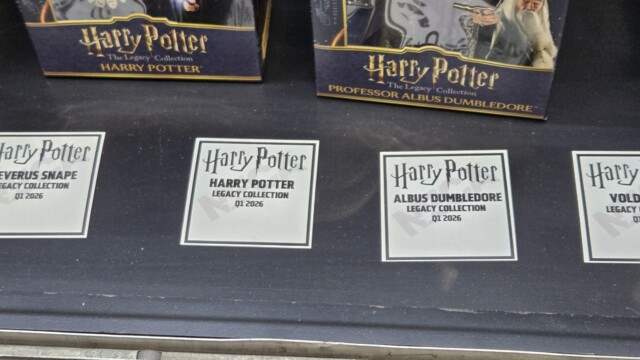 Harry Potter
The Legacy Collection
HARRY POTTER
Harry Potter
The Legacy Collection
PROFESSOR ALBUS DUMBLEDORE
Harry Potter
EVERUS SNAPE
EGACY COLLECTION
Q1 2026
Harry Potter
HARRY POTTER
LEGACY COLLECTION
Q1 2026
Harry Potter
ALBUS DUMBLEDORE
LEGACY COLLECTION
Q1 2026
Harry
VOLD
LEGACY